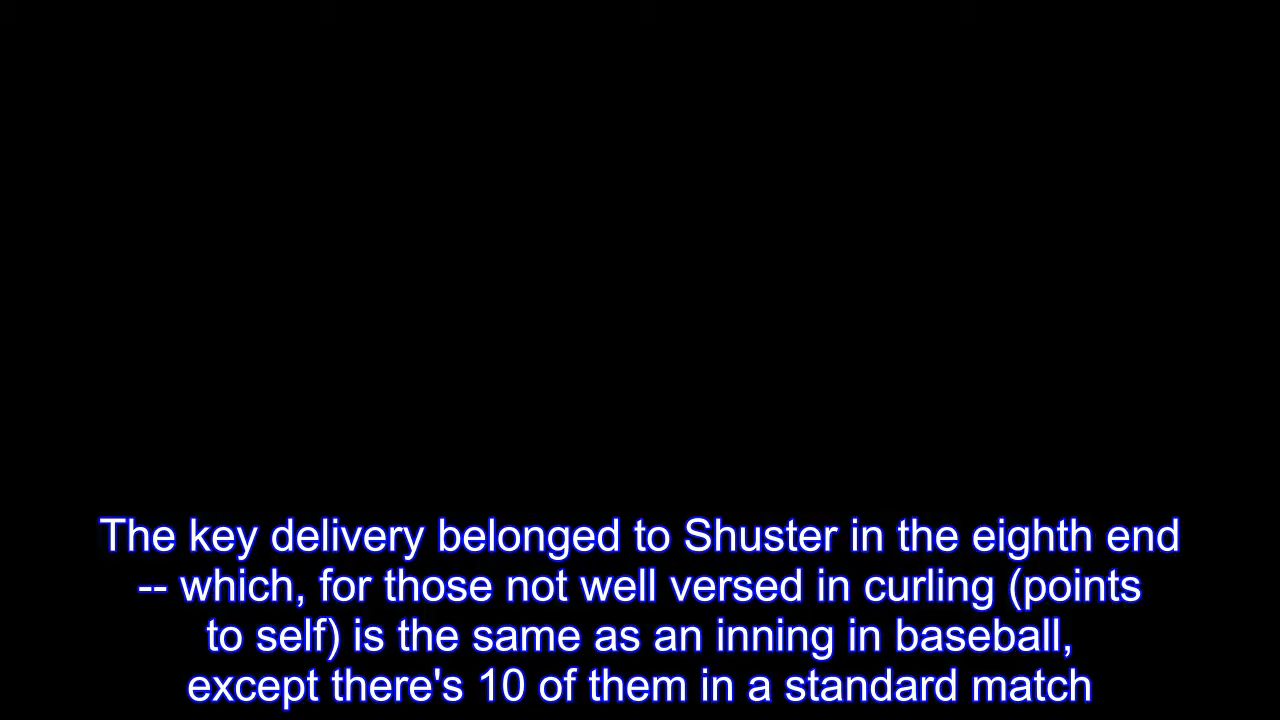 The key delivery belonged to Shuster in the eighth end
-- which, for those not well versed in curling (points
to self) is the same as an inning in baseball,
except there's 10 of them in a standard match